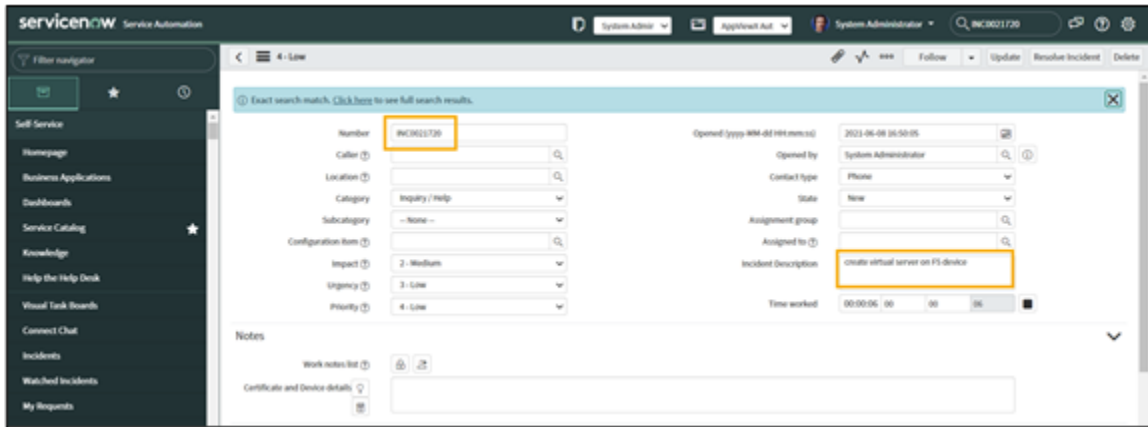 servicenow Service Automation
System Admir
AppViewX Aut
System Administrator
INC0021720
Filter navigator
4 - Low
Follow
Update
Resolve Incident
Delete
Exact search match. Click here to see full search results.
Self-Service
Homepage
Business Applications
Dashboards
Service Catalog
Knowledge
Help the Help Desk
Visual Task Boards
Connect Chat
Incidents
Watched Incidents
My Requests
Number INC0021720
Caller
Location
Category Inquiry / Help
Subcategory -- None --
Configuration item
Impact 2 - Medium
Urgency 3 - Low
Priority 4 - Low
Opened (yyyy-MM-dd HH:mm:ss) 2021-06-08 16:50:05
Opened by System Administrator
Contact type Phone
State New
Assignment group
Assigned to
Incident Description create virtual server on F5 device
Time worked 00:00:06 00 00 06
Notes
Work notes list
Certificate and Device details